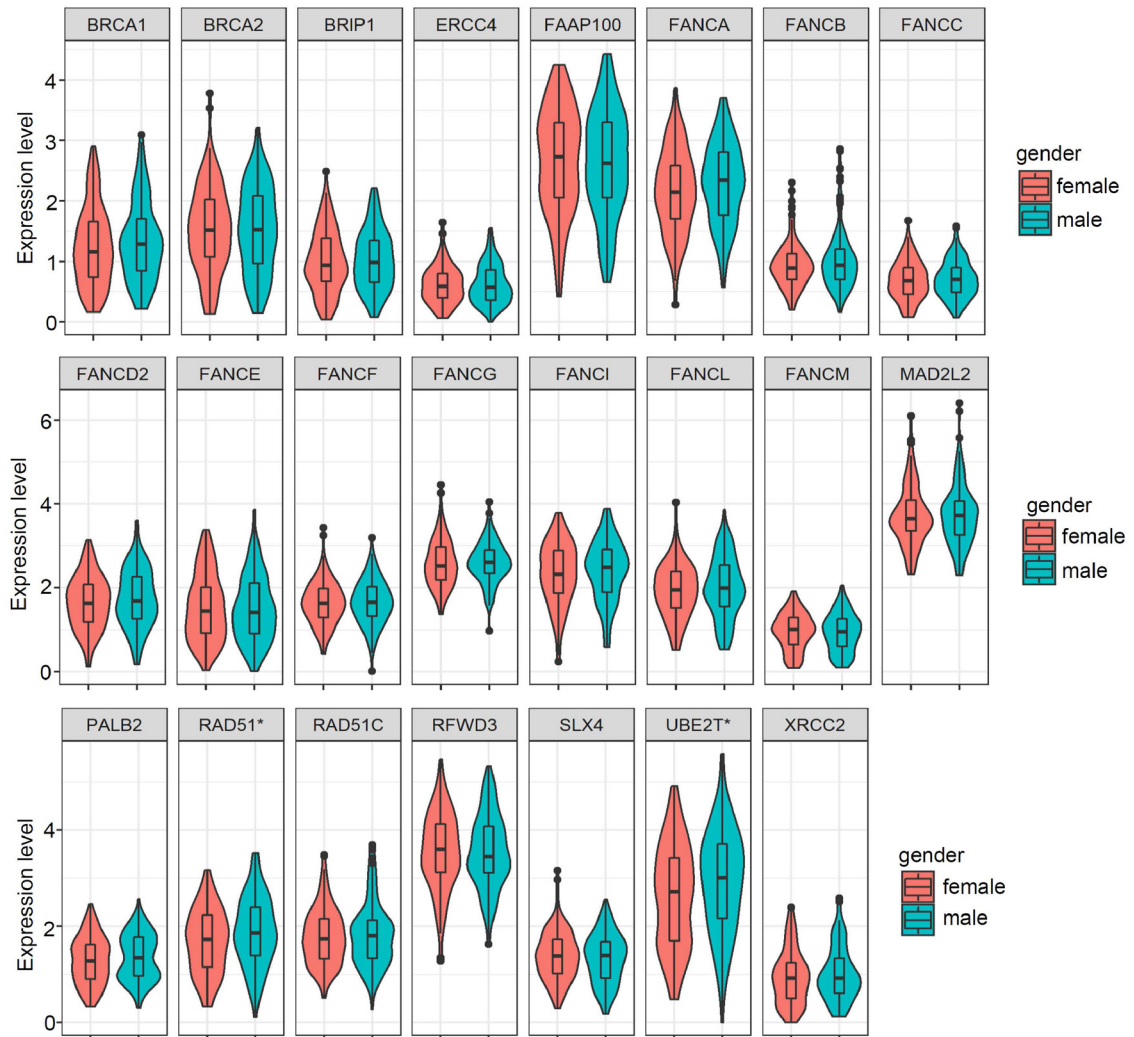 BRCA1 BRCA2 BRIP1 ERCC4 FAAP100 FANCA FANCB FANCC
Expression level
4
3
2
1
0
gender
female
male
FANCD2 FANCE FANCF FANCG FANCI FANCL FANCM MAD2L2
Expression level
6
4
2
0
gender
female
male
PALB2 RAD51* RAD51C RFWD3 SLX4 UBE2T* XRCC2
Expression level
4
2
0
gender
female
male